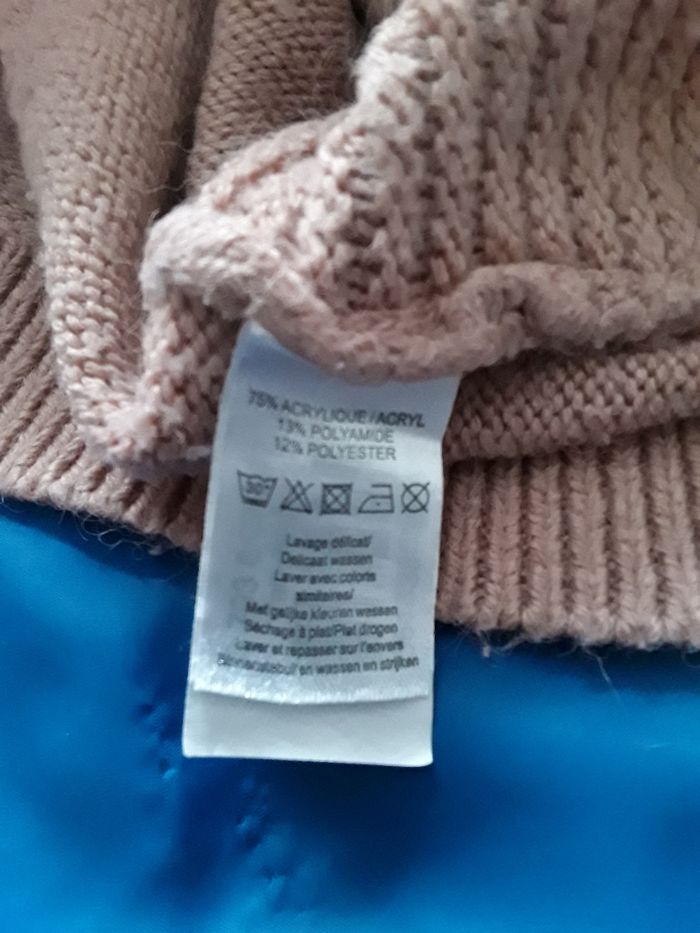 75% ACRYLIQUE/ACRYL
13% POLYAMIDE
12% POLYESTER
30°
Lavage délicat/
Delicaat wassen
Laver avec coloris
similaires/
Met gelijke kleuren wassen
Séchage à plat/Plat drogen
Laver et repasser sur l'envers
Binnenstebuiten wassen en strijken